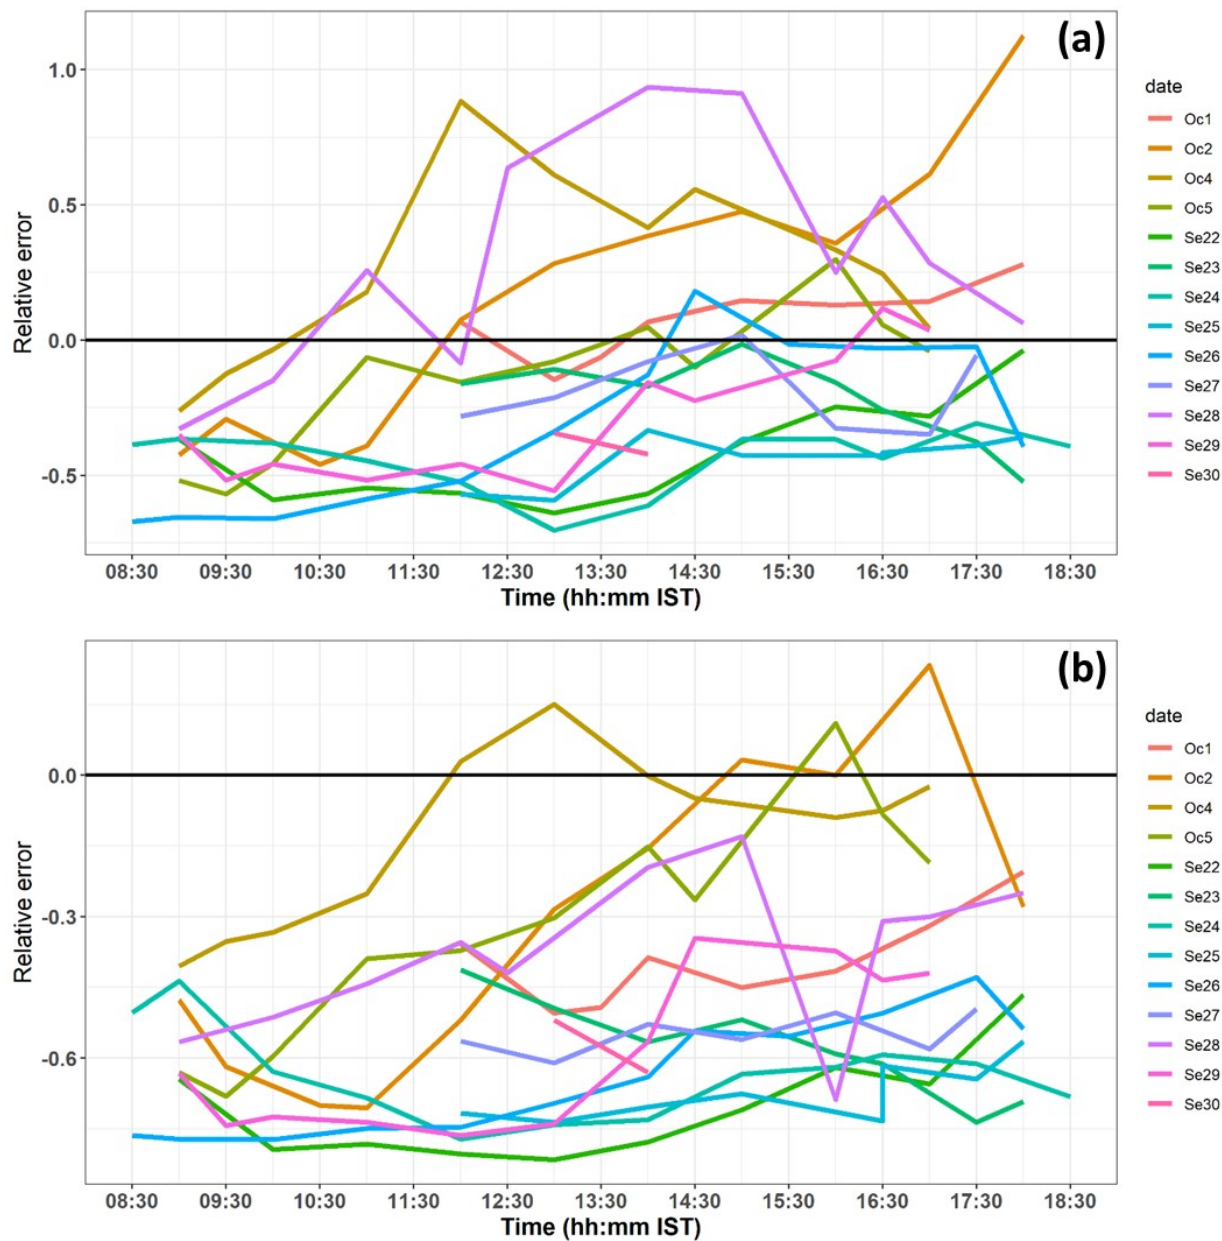 (a)
1.0
0.5
0.0
-0.5
Relative error
08:30 09:30 10:30 11:30 12:30 13:30 14:30 15:30 16:30 17:30 18:30
Time (hh:mm IST)
date
Oc1
Oc2
Oc4
Oc5
Se22
Se23
Se24
Se25
Se26
Se27
Se28
Se29
Se30
(b)
0.0
-0.3
-0.6
Relative error
08:30 09:30 10:30 11:30 12:30 13:30 14:30 15:30 16:30 17:30 18:30
Time (hh:mm IST)
date
Oc1
Oc2
Oc4
Oc5
Se22
Se23
Se24
Se25
Se26
Se27
Se28
Se29
Se30